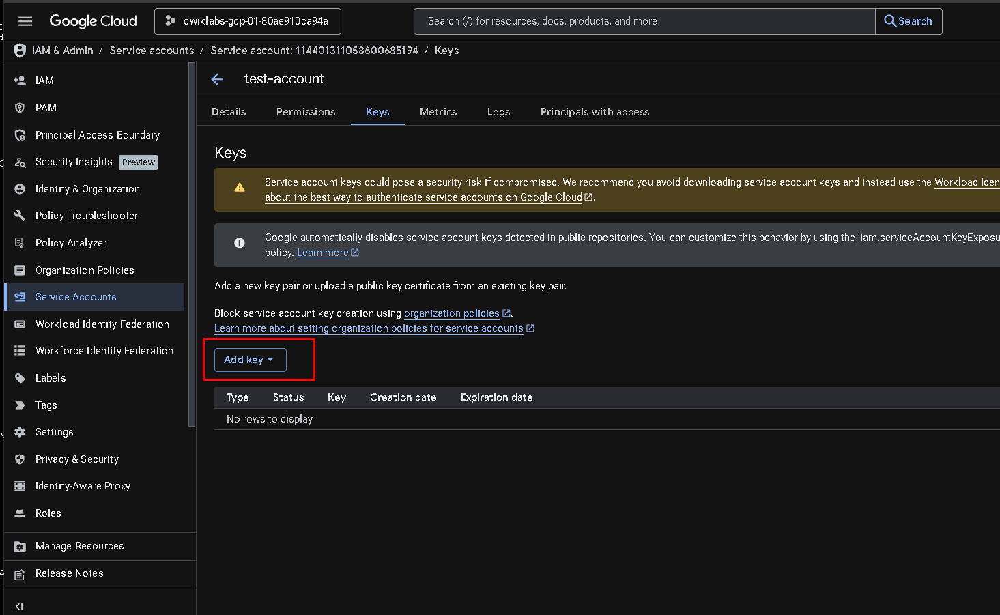 Google Cloud
qwiklabs-gcp-01-80ae910ca94a
Search (/) for resources, docs, products, and more
Search
IAM & Admin / Service accounts / Service account: 114401311058600685194 / Keys
IAM
PAM
Principal Access Boundary
Security Insights Preview
Identity & Organization
Policy Troubleshooter
Policy Analyzer
Organization Policies
Service Accounts
Workload Identity Federation
Workforce Identity Federation
Labels
Tags
Settings
Privacy & Security
Identity-Aware Proxy
Roles
Manage Resources
Release Notes
test-account
Details Permissions Keys Metrics Logs Principals with access
Keys
Service account keys could pose a security risk if compromised. We recommend you avoid downloading service account keys and instead use the Workload Iden
about the best way to authenticate service accounts on Google Cloud.
Google automatically disables service account keys detected in public repositories. You can customize this behavior by using the 'iam.serviceAccountKeyExposu
policy. Learn more
Add a new key pair or upload a public key certificate from an existing key pair.
Block service account key creation using organization policies.
Learn more about setting organization policies for service accounts
Add key
Type Status Key Creation date Expiration date
No rows to display